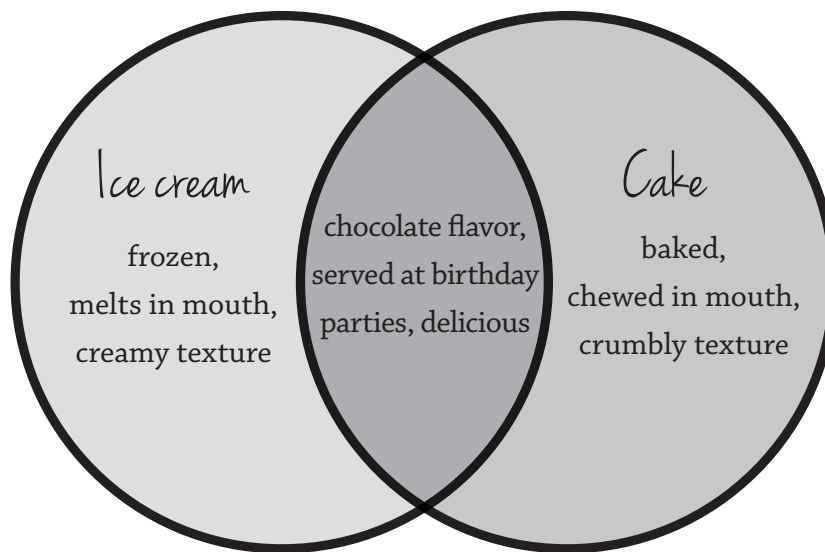 Ice cream
frozen,
melts in mouth,
creamy texture
chocolate flavor,
served at birthday
parties, delicious
Cake
baked,
chewed in mouth,
crumbly texture